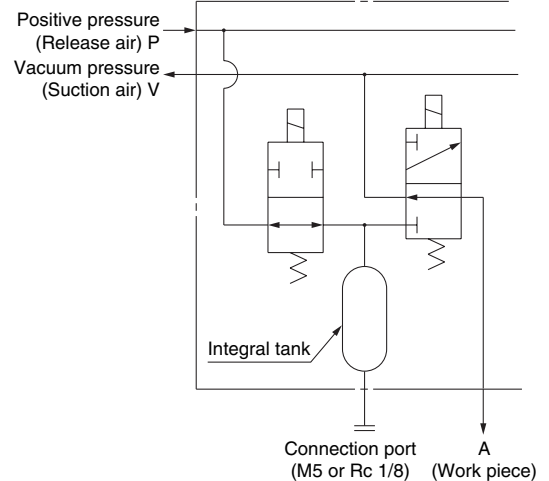 Positive pressure
(Release air) P
Vacuum pressure
(Suction air) V
Integral tank
Connection port
(M5 or Rc 1/8)
A
(Work piece)